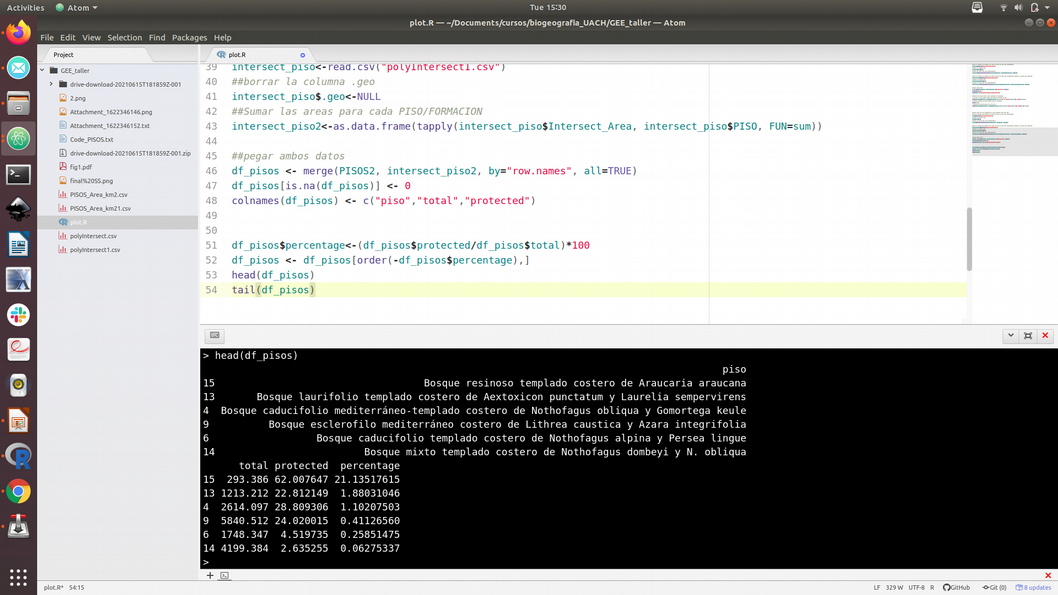 Activities
Atom
Tue 15:30
plot.R — ~/Documents/cursos/biogeografia_UACH/GEE_taller — Atom
File Edit View Selection Find Packages Help
Project
plot.R
GEE_taller
drive-download-20210615T181859Z-001
2.png
Attachment_1622346146.png
Attachment_1622346152.txt
Code_PISOS.txt
drive-download-20210615T181859Z-001.zip
fig1.pdf
final%20SS.png
PISOS_Area_km2.csv
PISOS_Area_km21.csv
plot.R
polyIntersect.csv
polyIntersect1.csv
39 intersect_piso<-read.csv("polyIntersect1.csv")
40 ##borrar la columna .geo
41 intersect_piso$.geo<-NULL
42 ##Sumar las areas para cada PISO/FORMACION
43 intersect_piso2<-as.data.frame(tapply(intersect_piso$Intersect_Area, intersect_piso$PISO, FUN=sum))
44
45 ##pegar ambos datos
46 df_pisos <- merge(PISOS2, intersect_piso2, by="row.names", all=TRUE)
47 df_pisos[is.na(df_pisos)] <- 0
48 colnames(df_pisos) <- c("piso","total","protected")
49
50
51 df_pisos$percentage<-(df_pisos$protected/df_pisos$total)*100
52 df_pisos <- df_pisos[order(-df_pisos$percentage),]
53 head(df_pisos)
54 tail(df_pisos)
> head(df_pisos)
piso
15 Bosque resinoso templado costero de Araucaria araucana
13 Bosque laurifolio templado costero de Aextoxicon punctatum y Laurelia sempervirens
4 Bosque caducifolio mediterráneo-templado costero de Nothofagus obliqua y Gomortega keule
9 Bosque esclerofilo mediterráneo costero de Lithrea caustica y Azara integrifolia
6 Bosque caducifolio templado costero de Nothofagus alpina y Persea lingue
14 Bosque mixto templado costero de Nothofagus dombeyi y N. obliqua
total protected percentage
15 293.386 62.007647 21.13517615
13 1213.212 22.812149 1.88031046
4 2614.097 28.809306 1.10207503
9 5840.512 24.020015 0.41126560
6 1748.347 4.519735 0.25851475
14 4199.384 2.635255 0.06275337
>
plot.R* 54:15
LF 329 W UTF-8 R GitHub Git (0) 8 updates